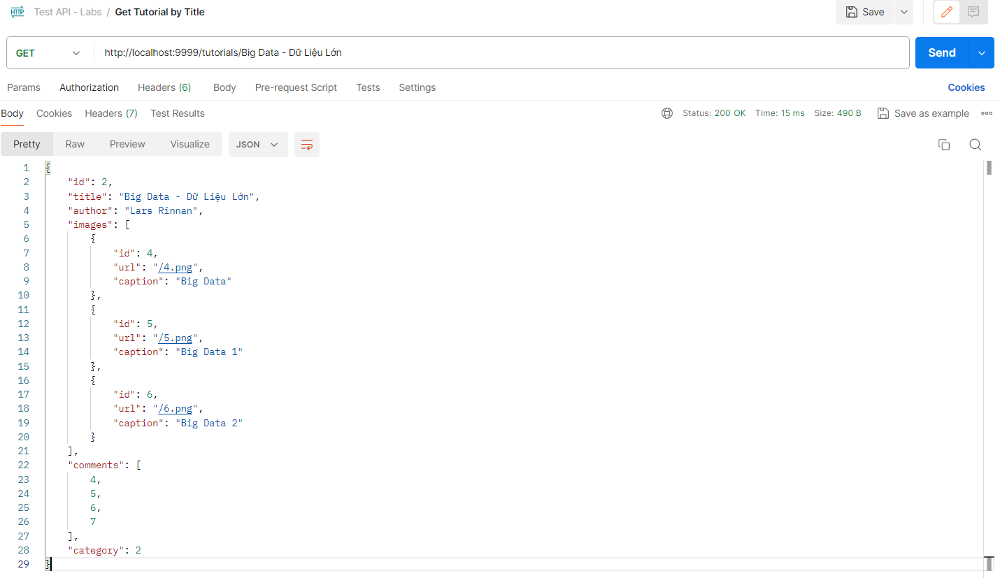 HTTP Test API - Labs / Get Tutorial by Title Save
GET http://localhost:9999/tutorials/Big Data - Dữ Liệu Lớn Send
Params Authorization Headers (6) Body Pre-request Script Tests Settings Cookies
Body Cookies Headers (7) Test Results Status: 200 OK Time: 15 ms Size: 490 B Save as example
Pretty Raw Preview Visualize JSON
1 {
2 "id": 2,
3 "title": "Big Data - Dữ Liệu Lớn",
4 "author": "Lars Rinnan",
5 "images": [
6 {
7 "id": 4,
8 "url": "/4.png",
9 "caption": "Big Data"
10 },
11 {
12 "id": 5,
13 "url": "/5.png",
14 "caption": "Big Data 1"
15 },
16 {
17 "id": 6,
18 "url": "/6.png",
19 "caption": "Big Data 2"
20 }
21 ],
22 "comments": [
23 4,
24 5,
25 6,
26 7
27 ],
28 "category": 2
29 }